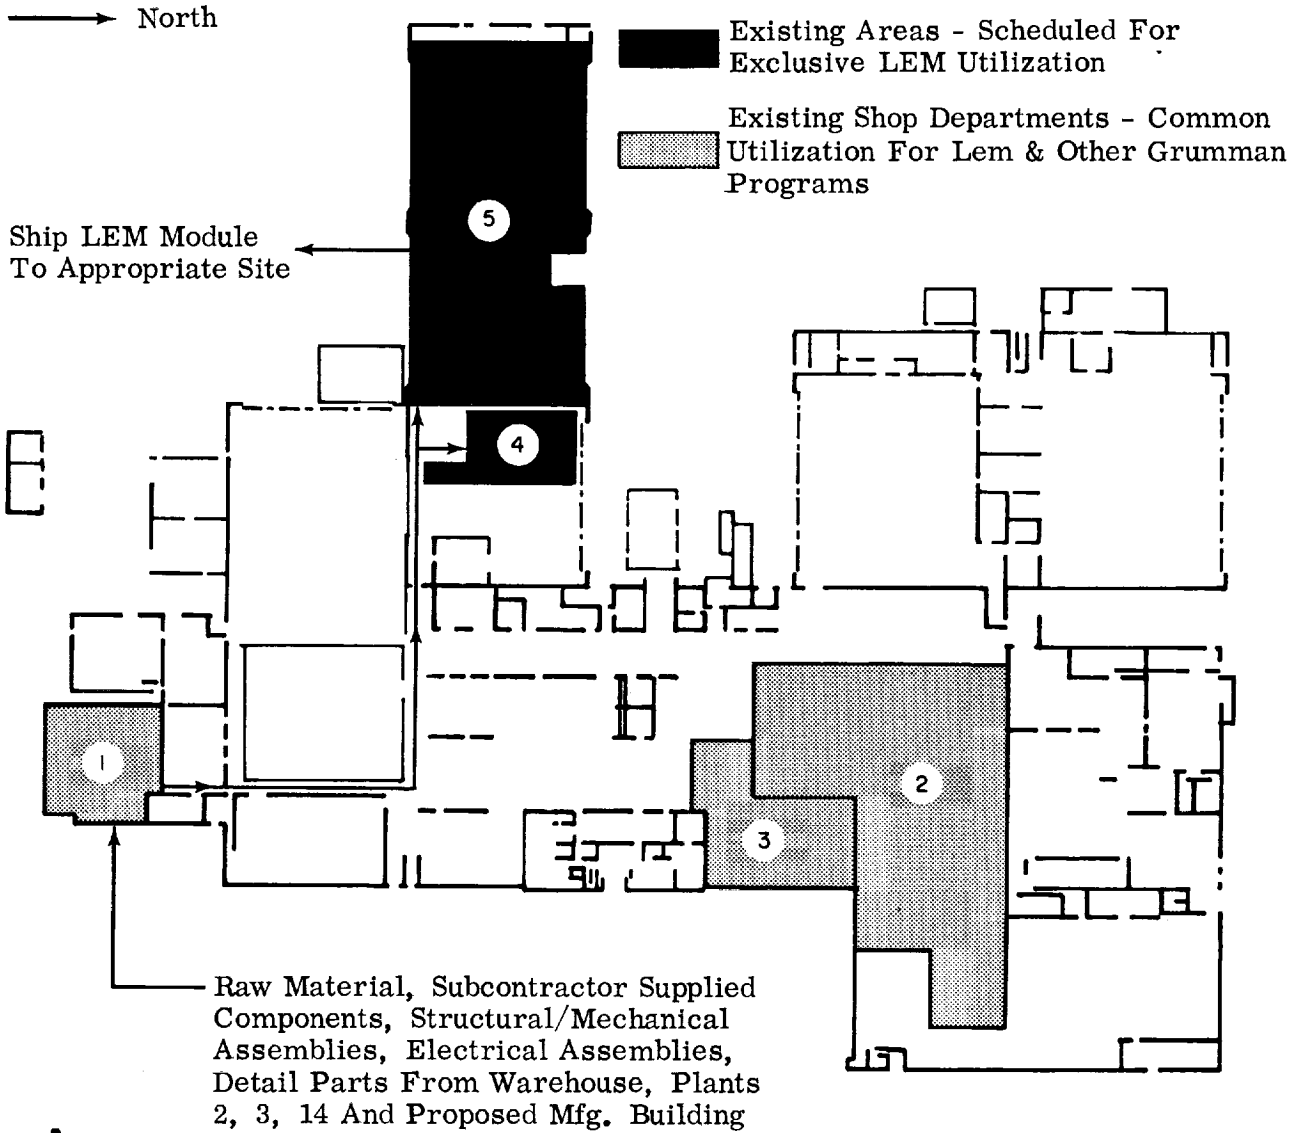 North
Existing Areas - Scheduled For
Exclusive LEM Utilization
Existing Shop Departments - Common
Utilization For Lem & Other Grumman
Programs
5
Ship LEM Module
To Appropriate Site
4
1
2
3
Raw Material, Subcontractor Supplied
Components, Structural/Mechanical
Assemblies, Electrical Assemblies,
Detail Parts From Warehouse, Plants
2, 3, 14 And Proposed Mfg. Building